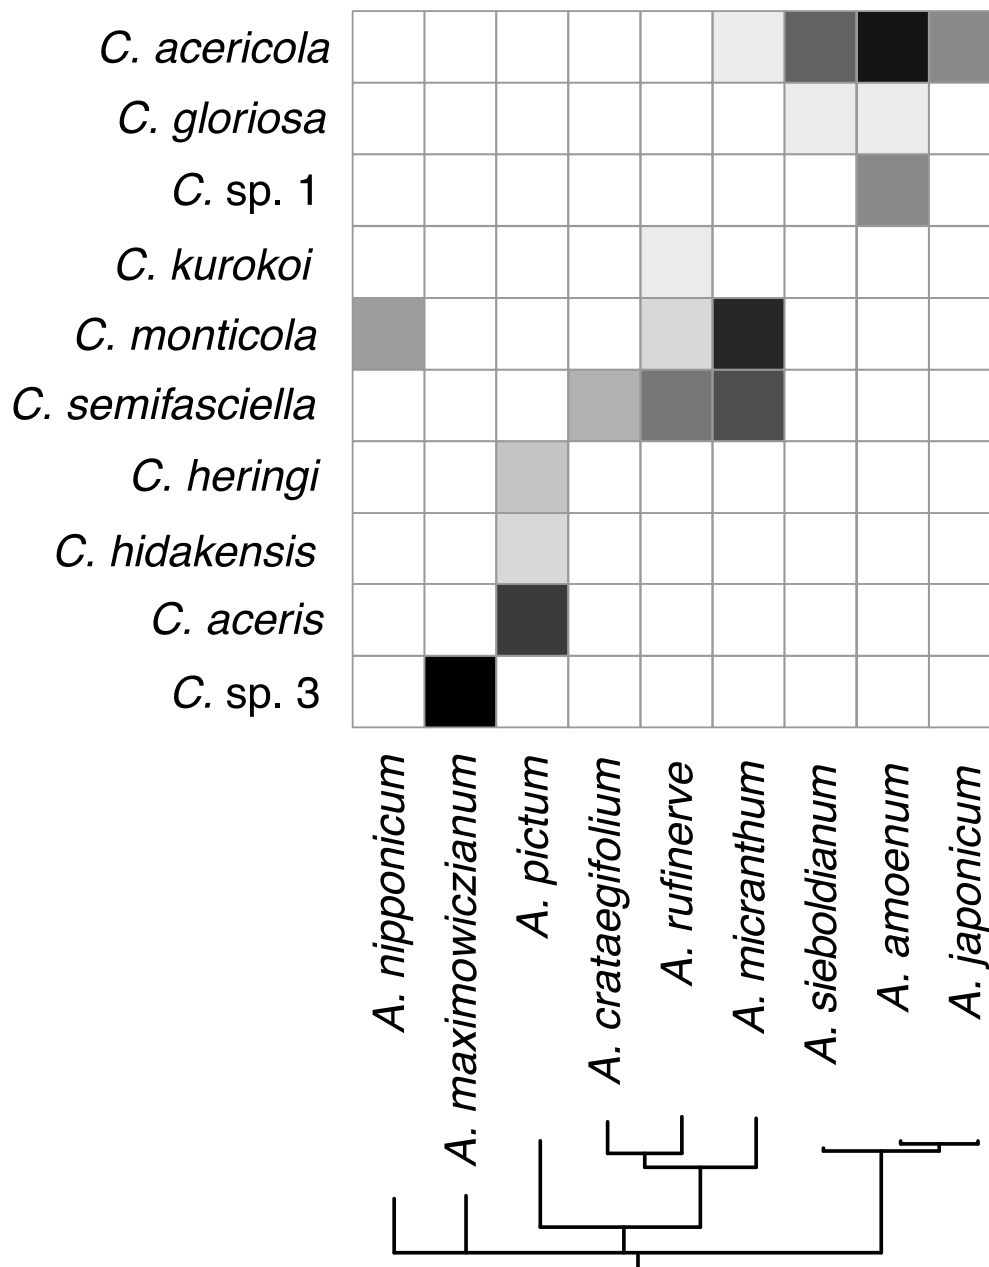 C. acericola
C. gloriosa
C. sp. 1
C. kurokoi
C. monticola
C. semifasciella
C. heringi
C. hidakensis
C. aceris
C. sp. 3
A. nipponicum
A. maximowiczianum
A. pictum
A. crataegifolium
A. rufinerve
A. micranthum
A. sieboldianum
A. amoenum
A. japonicum